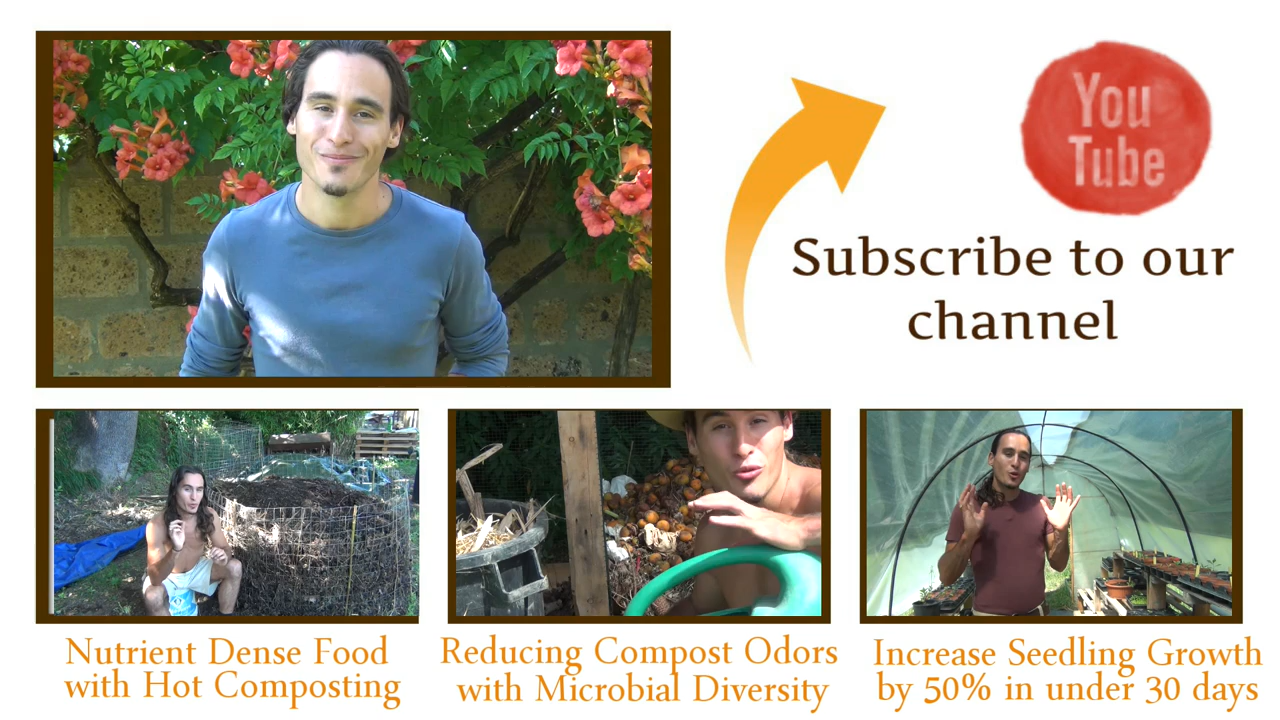 You
Tube
Subscribe to our
channel
Nutrient Dense Food
with Hot Composting
Reducing Compost Odors
with Microbial Diversity
Increase Seedling Growth
by 50% in under 30 days